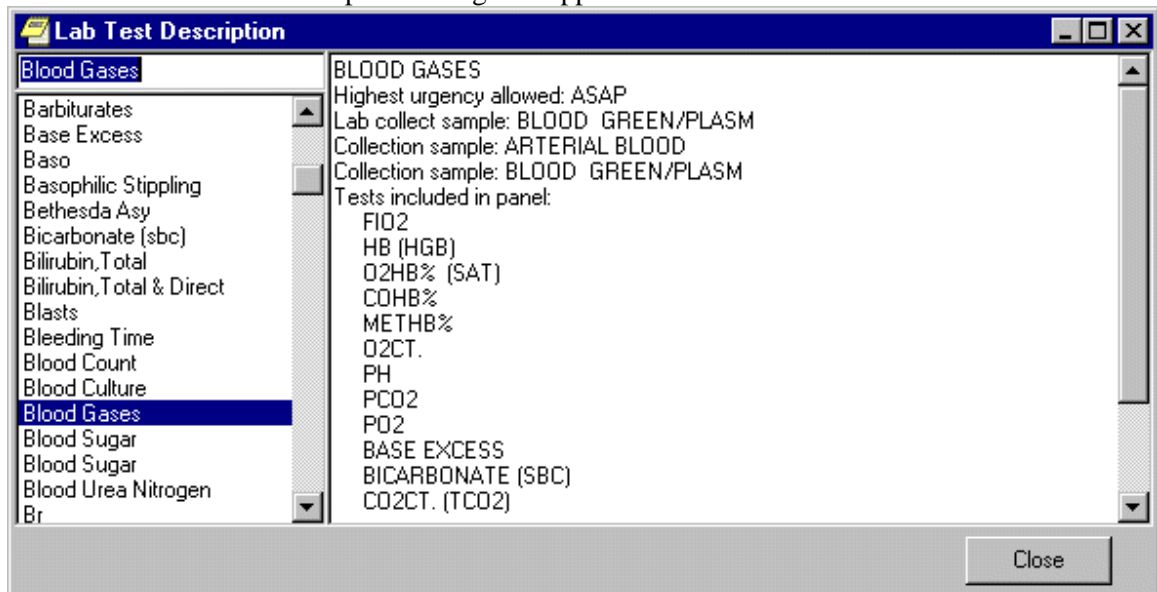 Lab Test Description
Blood Gases
Barbiturates
Base Excess
Baso
Basophilic Stippling
Bethesda Asy
Bicarbonate (sbc)
Bilirubin,Total
Bilirubin,Total & Direct
Blasts
Bleeding Time
Blood Count
Blood Culture
Blood Gases
Blood Sugar
Blood Sugar
Blood Urea Nitrogen
Br
BLOOD GASES
Highest urgency allowed: ASAP
Lab collect sample: BLOOD  GREEN/PLASM
Collection sample: ARTERIAL BLOOD
Collection sample: BLOOD  GREEN/PLASM
Tests included in panel:
FIO2
HB (HGB)
O2HB%  (SAT)
COHB%
METHB%
O2CT.
PH
PCO2
PO2
BASE EXCESS
BICARBONATE (SBC)
CO2CT. (TCO2)
Close